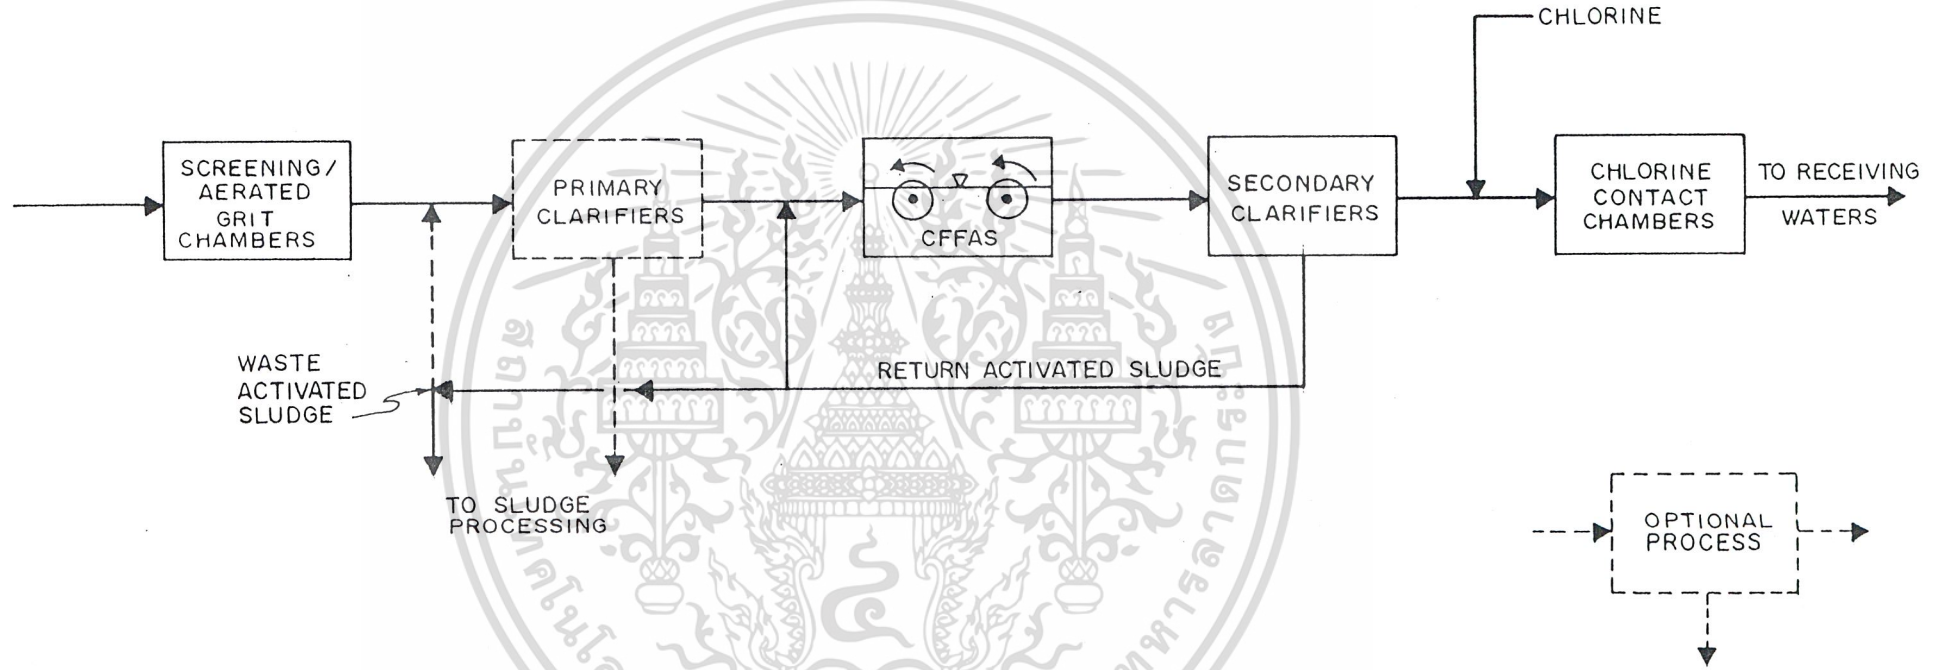 CHLORINE
SCREENING/
AERATED
GRIT
CHAMBERS
PRIMARY
CLARIFIERS
CFFAS
SECONDARY
CLARIFIERS
CHLORINE
CONTACT
CHAMBERS
TO RECEIVING
WATERS
WASTE
ACTIVATED
SLUDGE
RETURN ACTIVATED SLUDGE
TO SLUDGE
PROCESSING
OPTIONAL
PROCESS